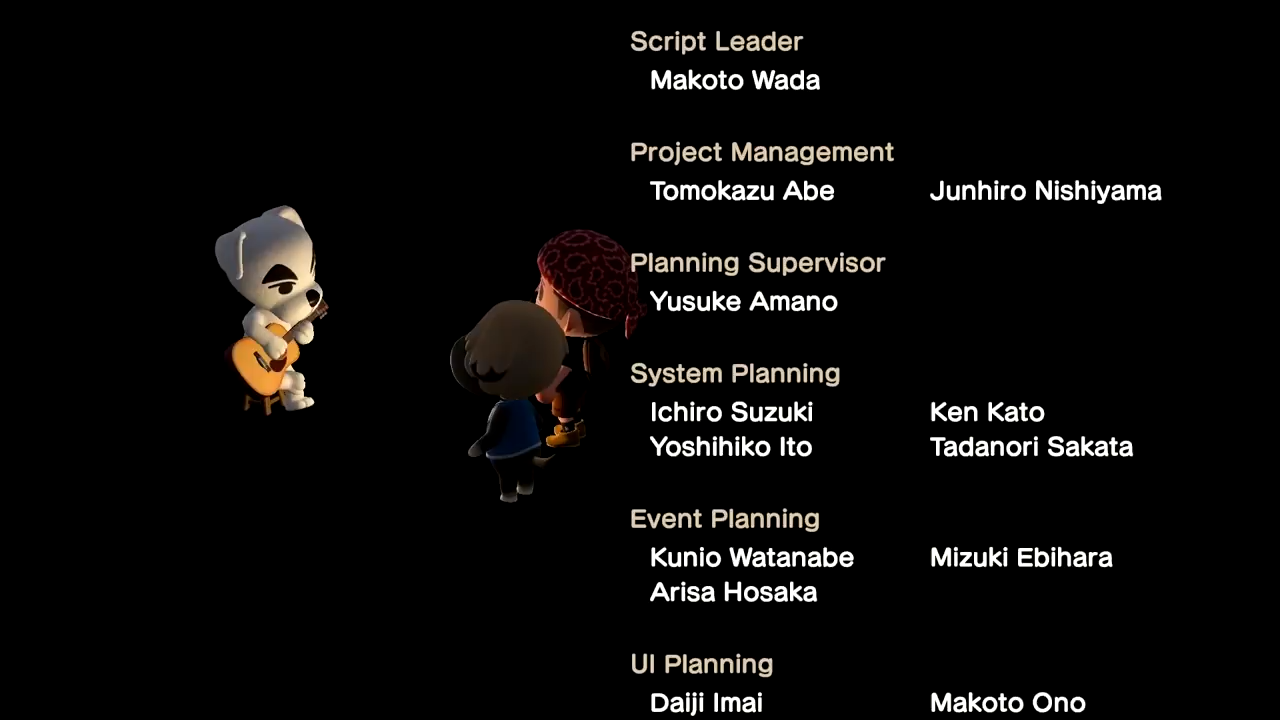 Script Leader
Makoto Wada
Project Management
Tomokazu Abe Junhiro Nishiyama
Planning Supervisor
Yusuke Amano
System Planning
Ichiro Suzuki Ken Kato
Yoshihiko Ito Tadanori Sakata
Event Planning
Kunio Watanabe Mizuki Ebihara
Arisa Hosaka
UI Planning
Daiji Imai Makoto Ono